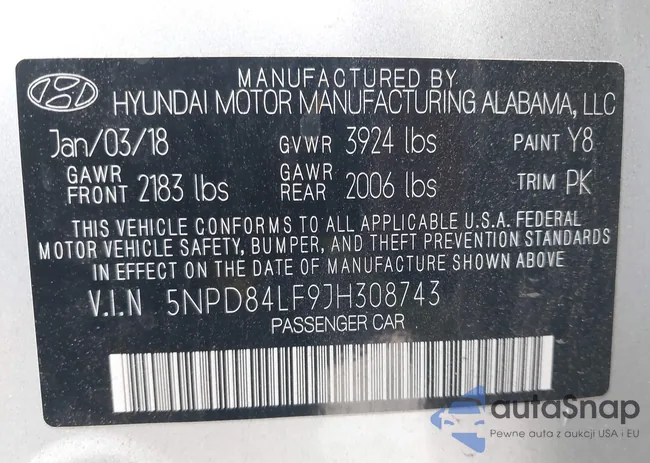 MANUFACTURED BY
HYUNDAI MOTOR MANUFACTURING ALABAMA, LLC
Jan/03/18 GVWR 3924 lbs PAINT Y8
GAWR FRONT 2183 lbs GAWR REAR 2006 lbs TRIM PK
THIS VEHICLE CONFORMS TO ALL APPLICABLE U.S.A. FEDERAL
MOTOR VEHICLE SAFETY, BUMPER, AND THEFT PREVENTION STANDARDS
IN EFFECT ON THE DATE OF MANUFACTURE SHOWN ABOVE.
V.I.N 5NPD84LF9JH308743
PASSENGER CAR
autaSnap
Pewne auta z aukcji USA i EU